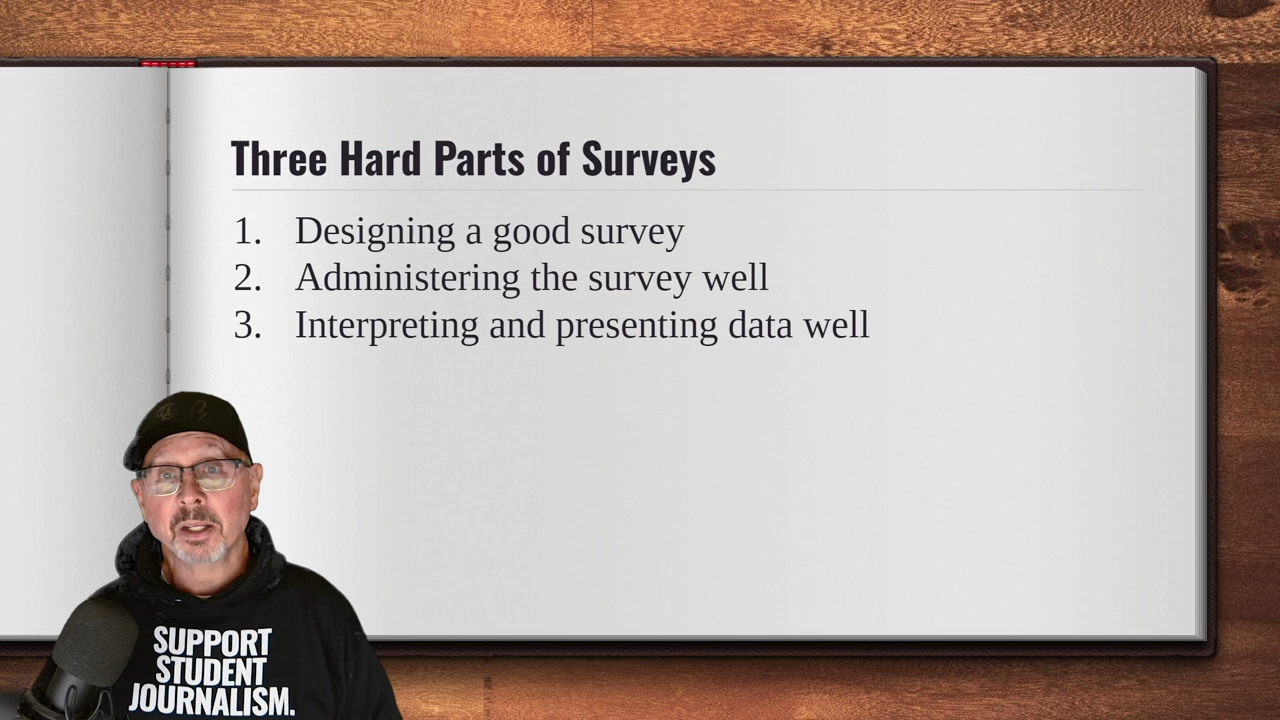 Three Hard Parts of Surveys
1. Designing a good survey
2. Administering the survey well
3. Interpreting and presenting data well
SUPPORT
STUDENT
JOURNALISM.